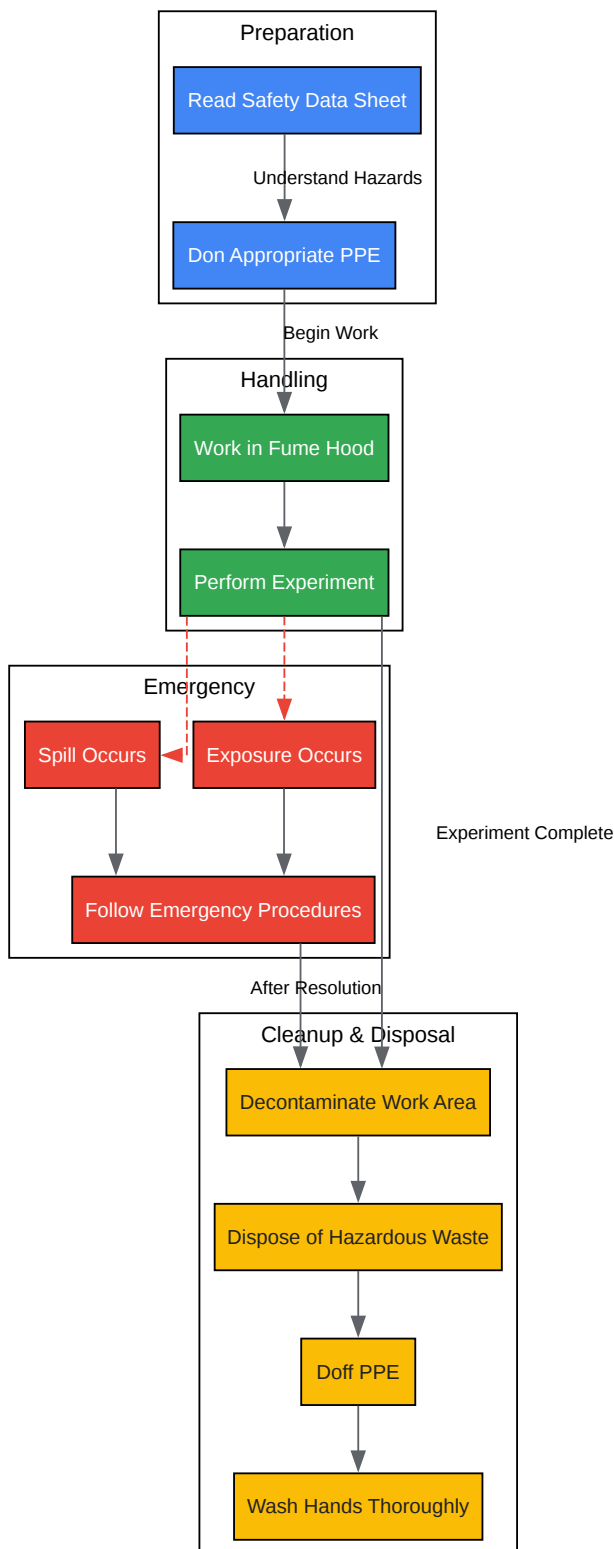 Preparation
Read Safety Data Sheet
Understand Hazards
Don Appropriate PPE
Begin Work
Handling
Work in Fume Hood
Perform Experiment
Emergency
Spill Occurs
Exposure Occurs
Experiment Complete
Follow Emergency Procedures
After Resolution
Cleanup & Disposal
Decontaminate Work Area
Dispose of Hazardous Waste
Doff PPE
Wash Hands Thoroughly